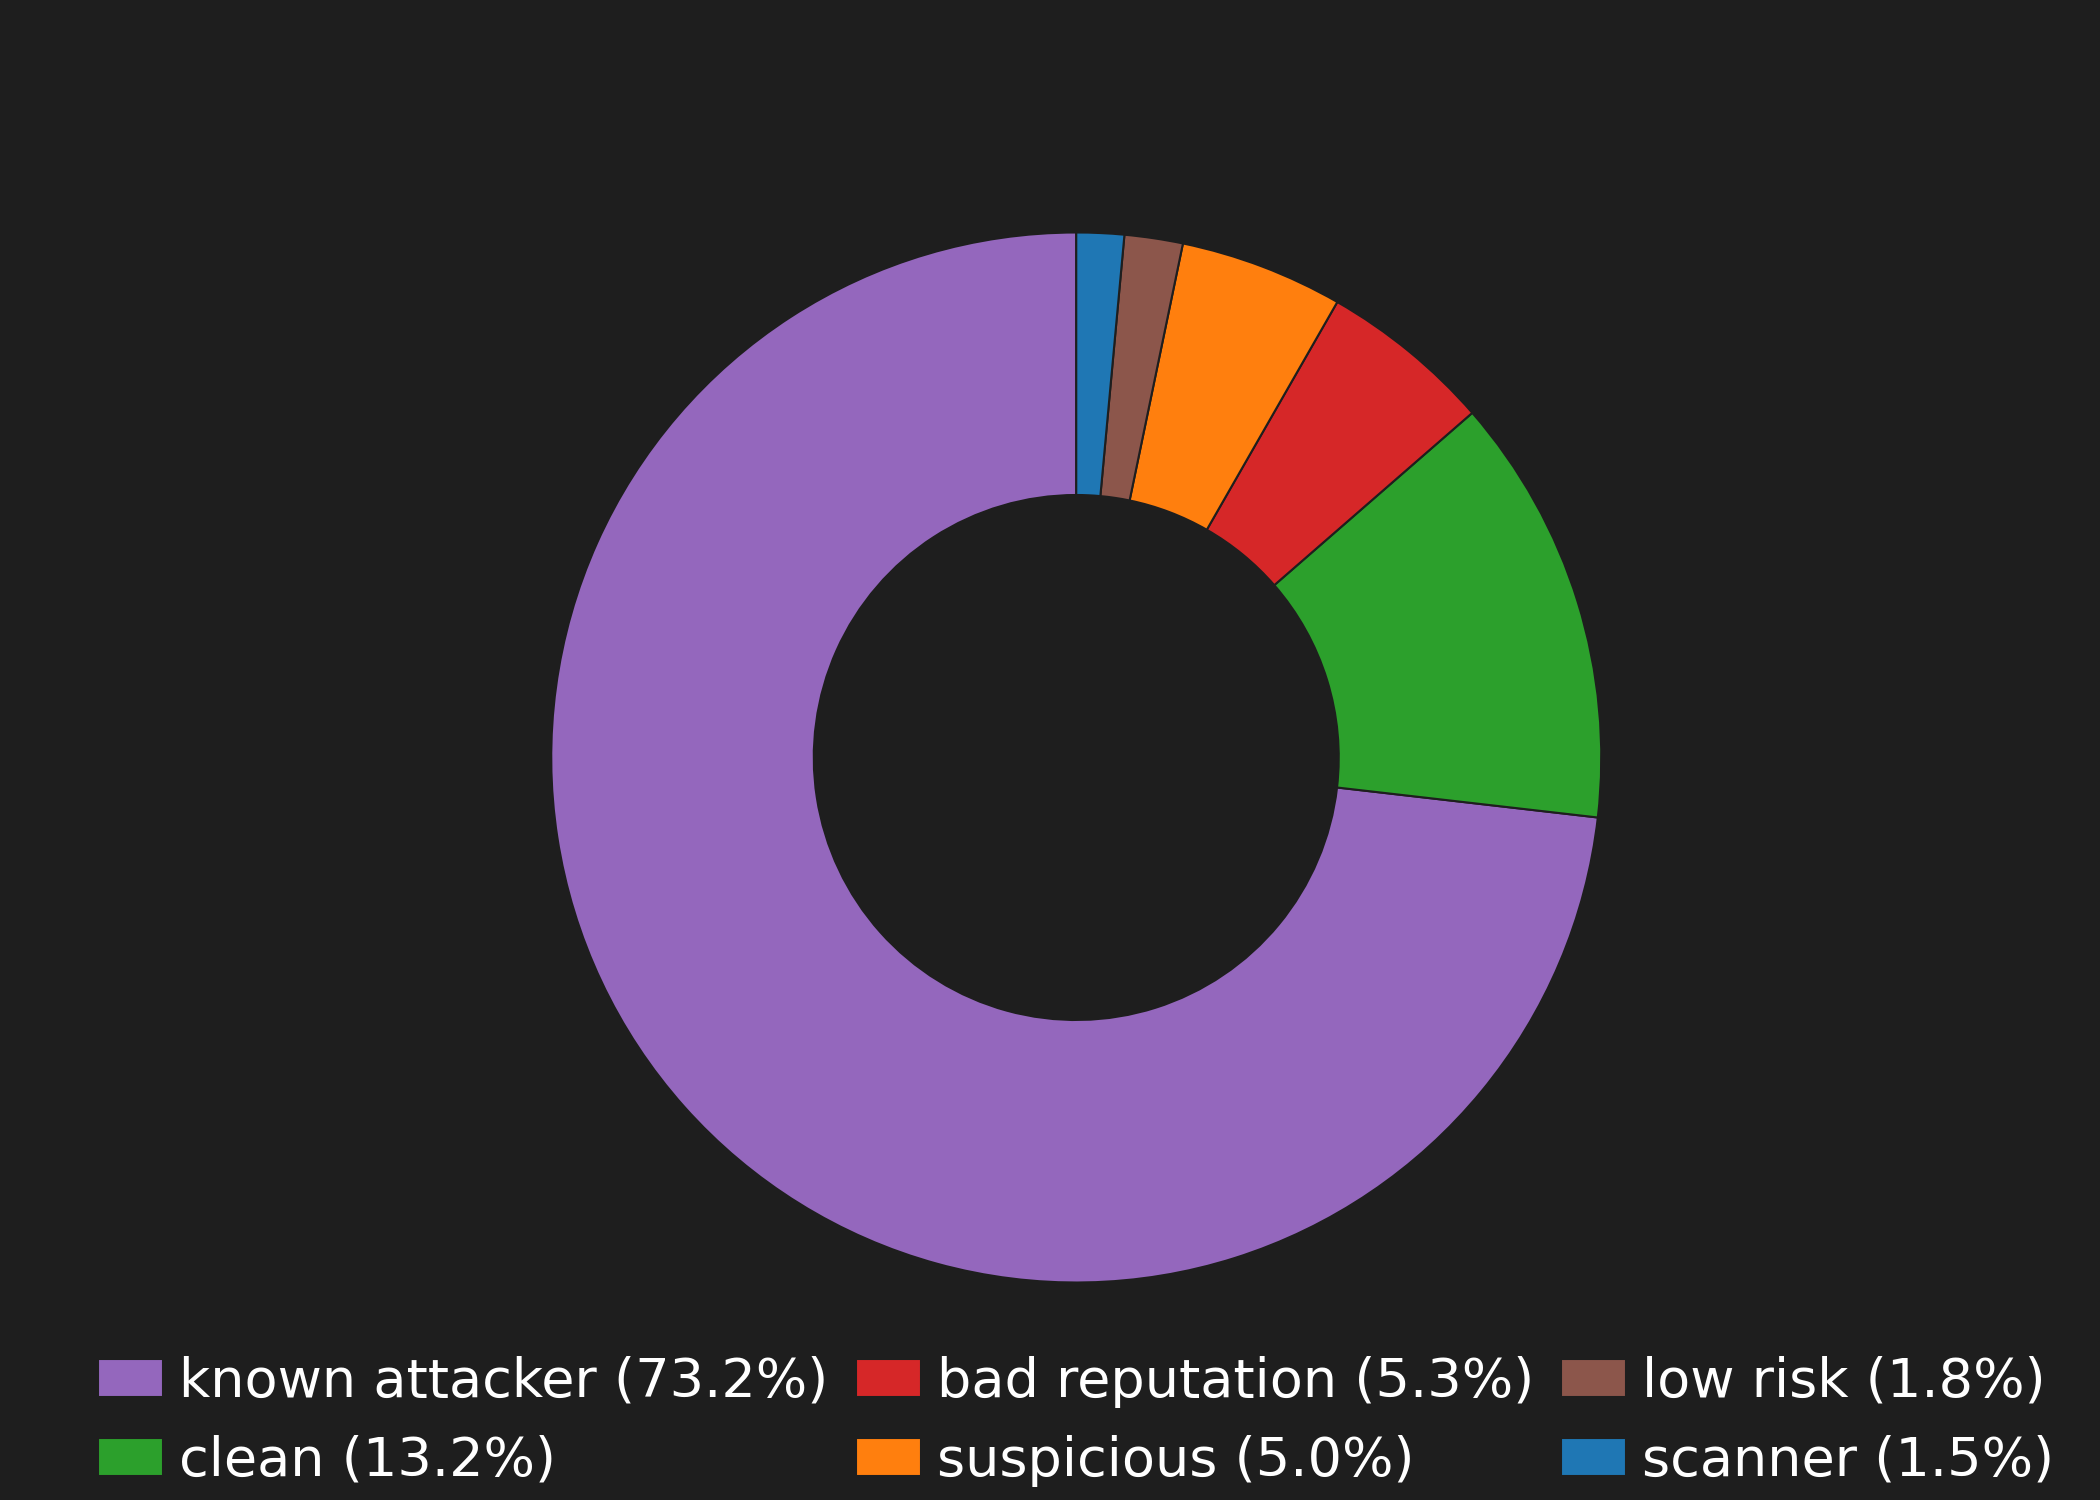 known attacker (73.2%)
clean (13.2%)
bad reputation (5.3%)
suspicious (5.0%)
low risk (1.8%)
scanner (1.5%)